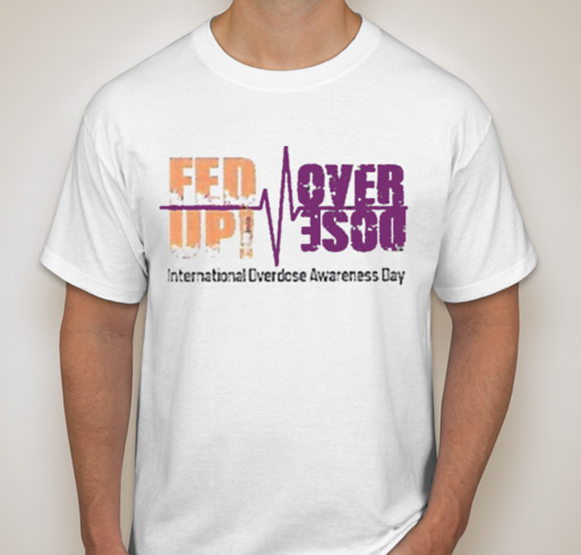 FED OVER
UP! DOSE
International Overdose Awareness Day